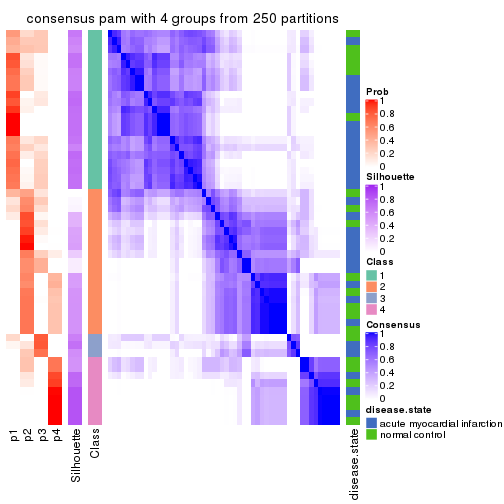 consensus pam with 4 groups from 250 partitions
Prob
1
0.8
0.6
0.4
0.2
0
Silhouette
1
0.8
0.6
0.4
0.2
0
Class
1
2
3
4
Consensus
1
0.8
0.6
0.4
0.2
0
disease.state
acute myocardial infarction
normal control
p1
p2
p3
p4
Silhouette
Class
disease.state